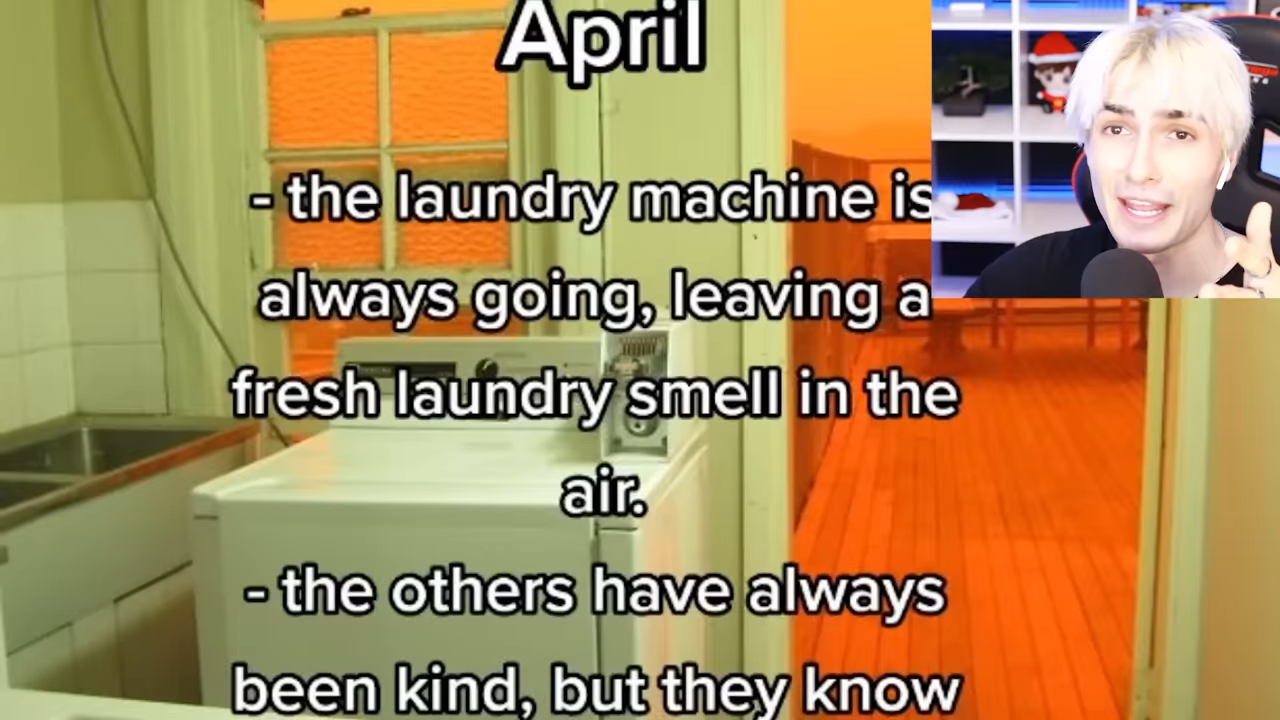 April
- the laundry machine is
always going, leaving a
fresh laundry smell in the
air.
- the others have always
been kind, but they know